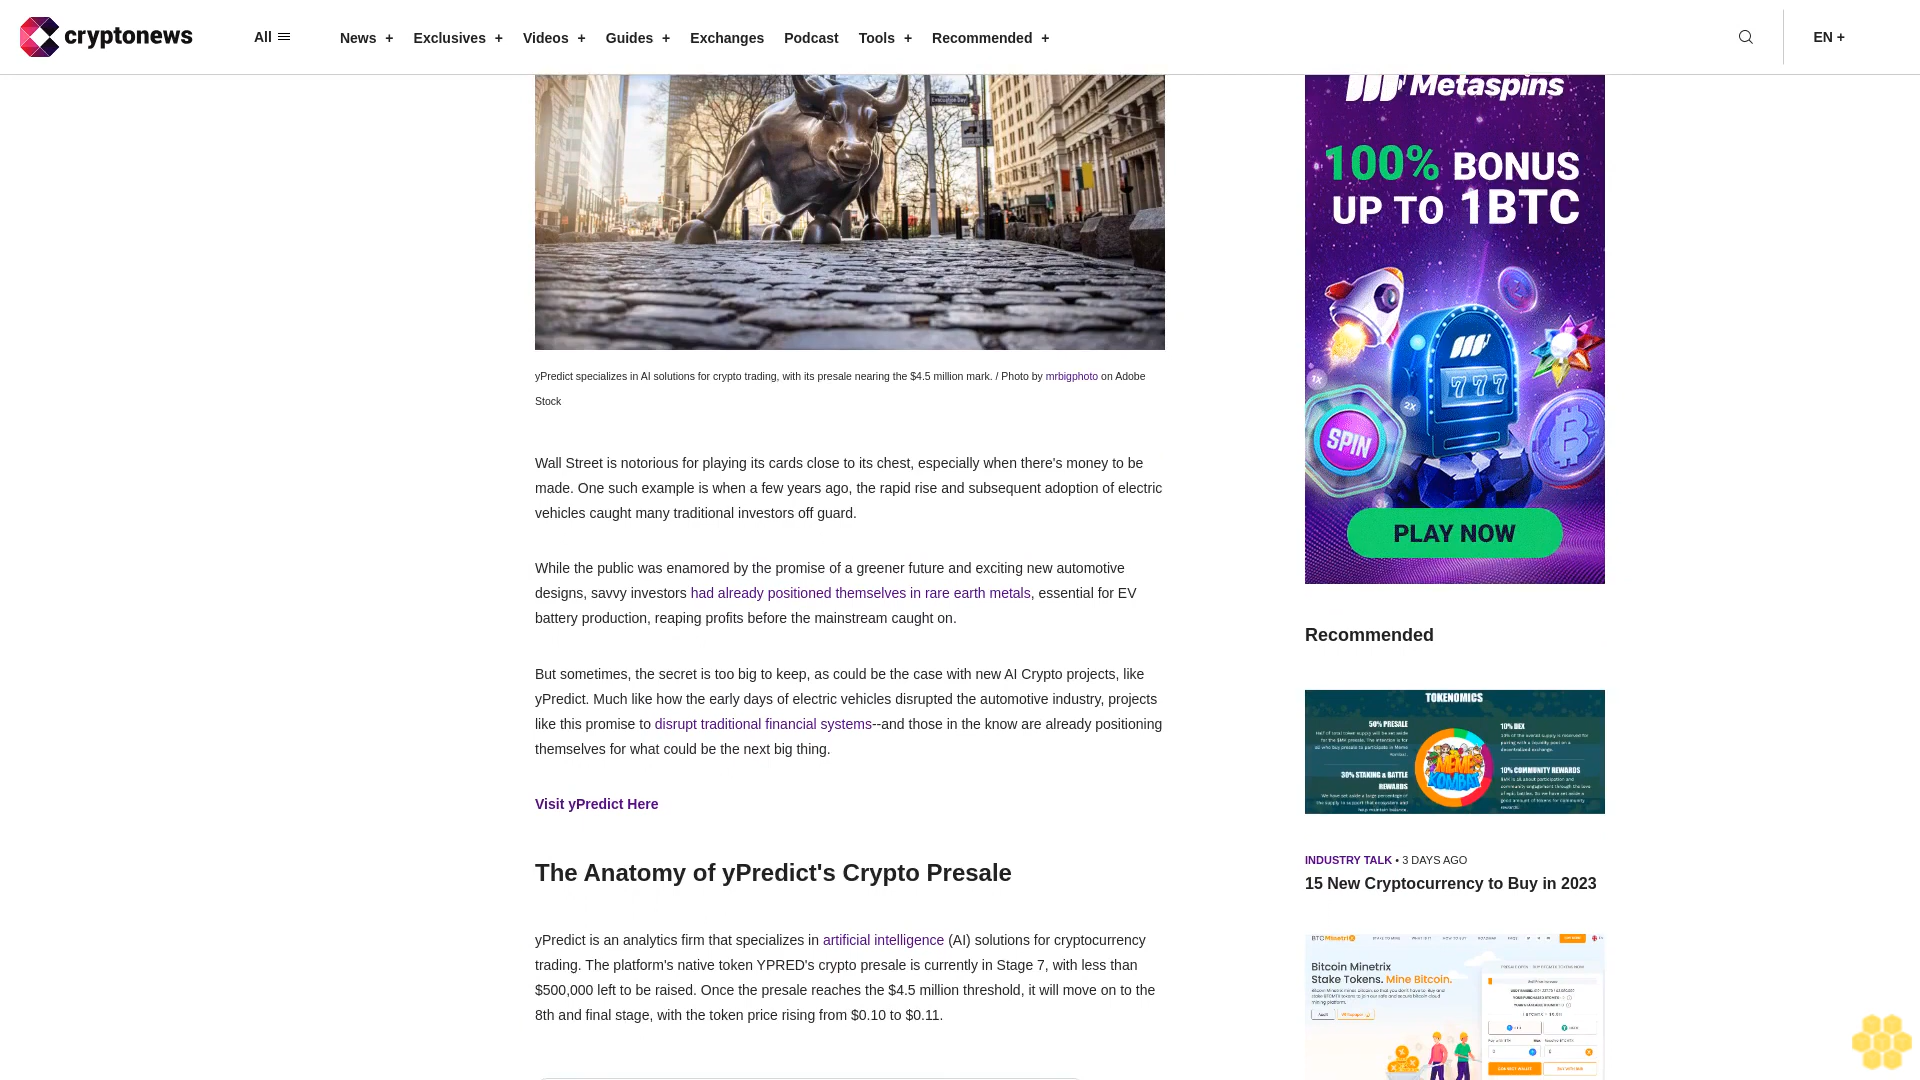 cryptonews
All
News +
Exclusives +
Videos +
Guides +
Exchanges
Podcast
Tools +
Recommended +
EN +
yPredict specializes in AI solutions for crypto trading, with its presale nearing the $4.5 million mark. / Photo by mrbigphoto on Adobe
Stock
Wall Street is notorious for playing its cards close to its chest, especially when there's money to be
made. One such example is when a few years ago, the rapid rise and subsequent adoption of electric
vehicles caught many traditional investors off guard.
While the public was enamored by the promise of a greener future and exciting new automotive
designs, savvy investors had already positioned themselves in rare earth metals, essential for EV
battery production, reaping profits before the mainstream caught on.
But sometimes, the secret is too big to keep, as could be the case with new AI Crypto projects, like
yPredict. Much like how the early days of electric vehicles disrupted the automotive industry, projects
like this promise to disrupt traditional financial systems--and those in the know are already positioning
themselves for what could be the next big thing.
Visit yPredict Here
The Anatomy of yPredict's Crypto Presale
yPredict is an analytics firm that specializes in artificial intelligence (AI) solutions for cryptocurrency
trading. The platform's native token YPRED's crypto presale is currently in Stage 7, with less than
$500,000 left to be raised. Once the presale reaches the $4.5 million threshold, it will move on to the
8th and final stage, with the token price rising from $0.10 to $0.11.
Metaspins
100% BONUS
UP TO 1BTC
777
1X
2X
SPIN
3X
PLAY NOW
Recommended
TOKENOMICS
50% PRESALE
10% DEX
30% STAKING & BATTLE
REWARDS
10% COMMUNITY REWARDS
MEME
KOMBAT
INDUSTRY TALK • 3 DAYS AGO
15 New Cryptocurrency to Buy in 2023
BTCMinetrix
Bitcoin Minetrix
Stake Tokens. Mine Bitcoin.